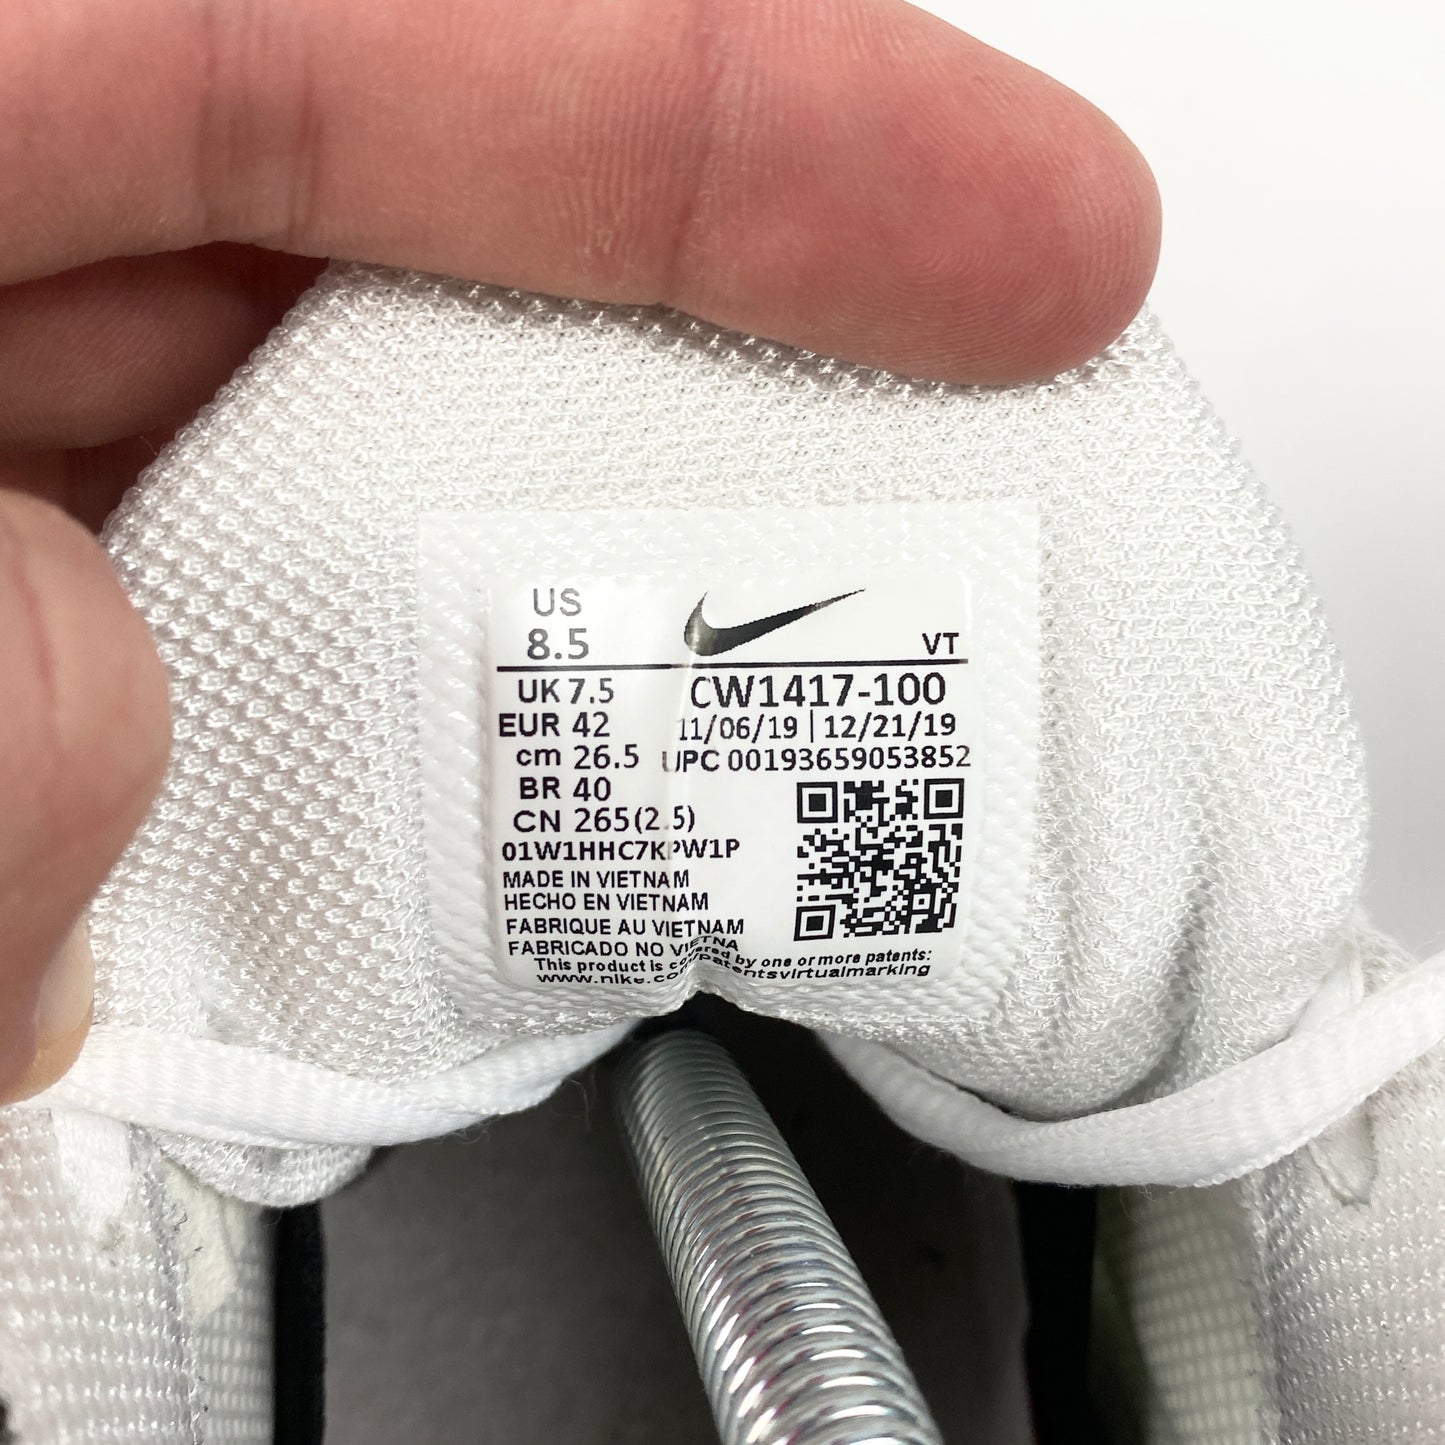 US
8.5
VT
UK 7.5
CW1417-100
EUR 42
11/06/19 | 12/21/19
cm 26.5
UPC 00193659053852
BR 40
CN 265(2.5)
01W1HHC7KPW1P
MADE IN VIETNAM
HECHO EN VIETNAM
FABRIQUE AU VIETNAM
FABRICADO NO VIETNA
This product is covered by one or more patents:
www.nike.com/patentsvirtualmarking